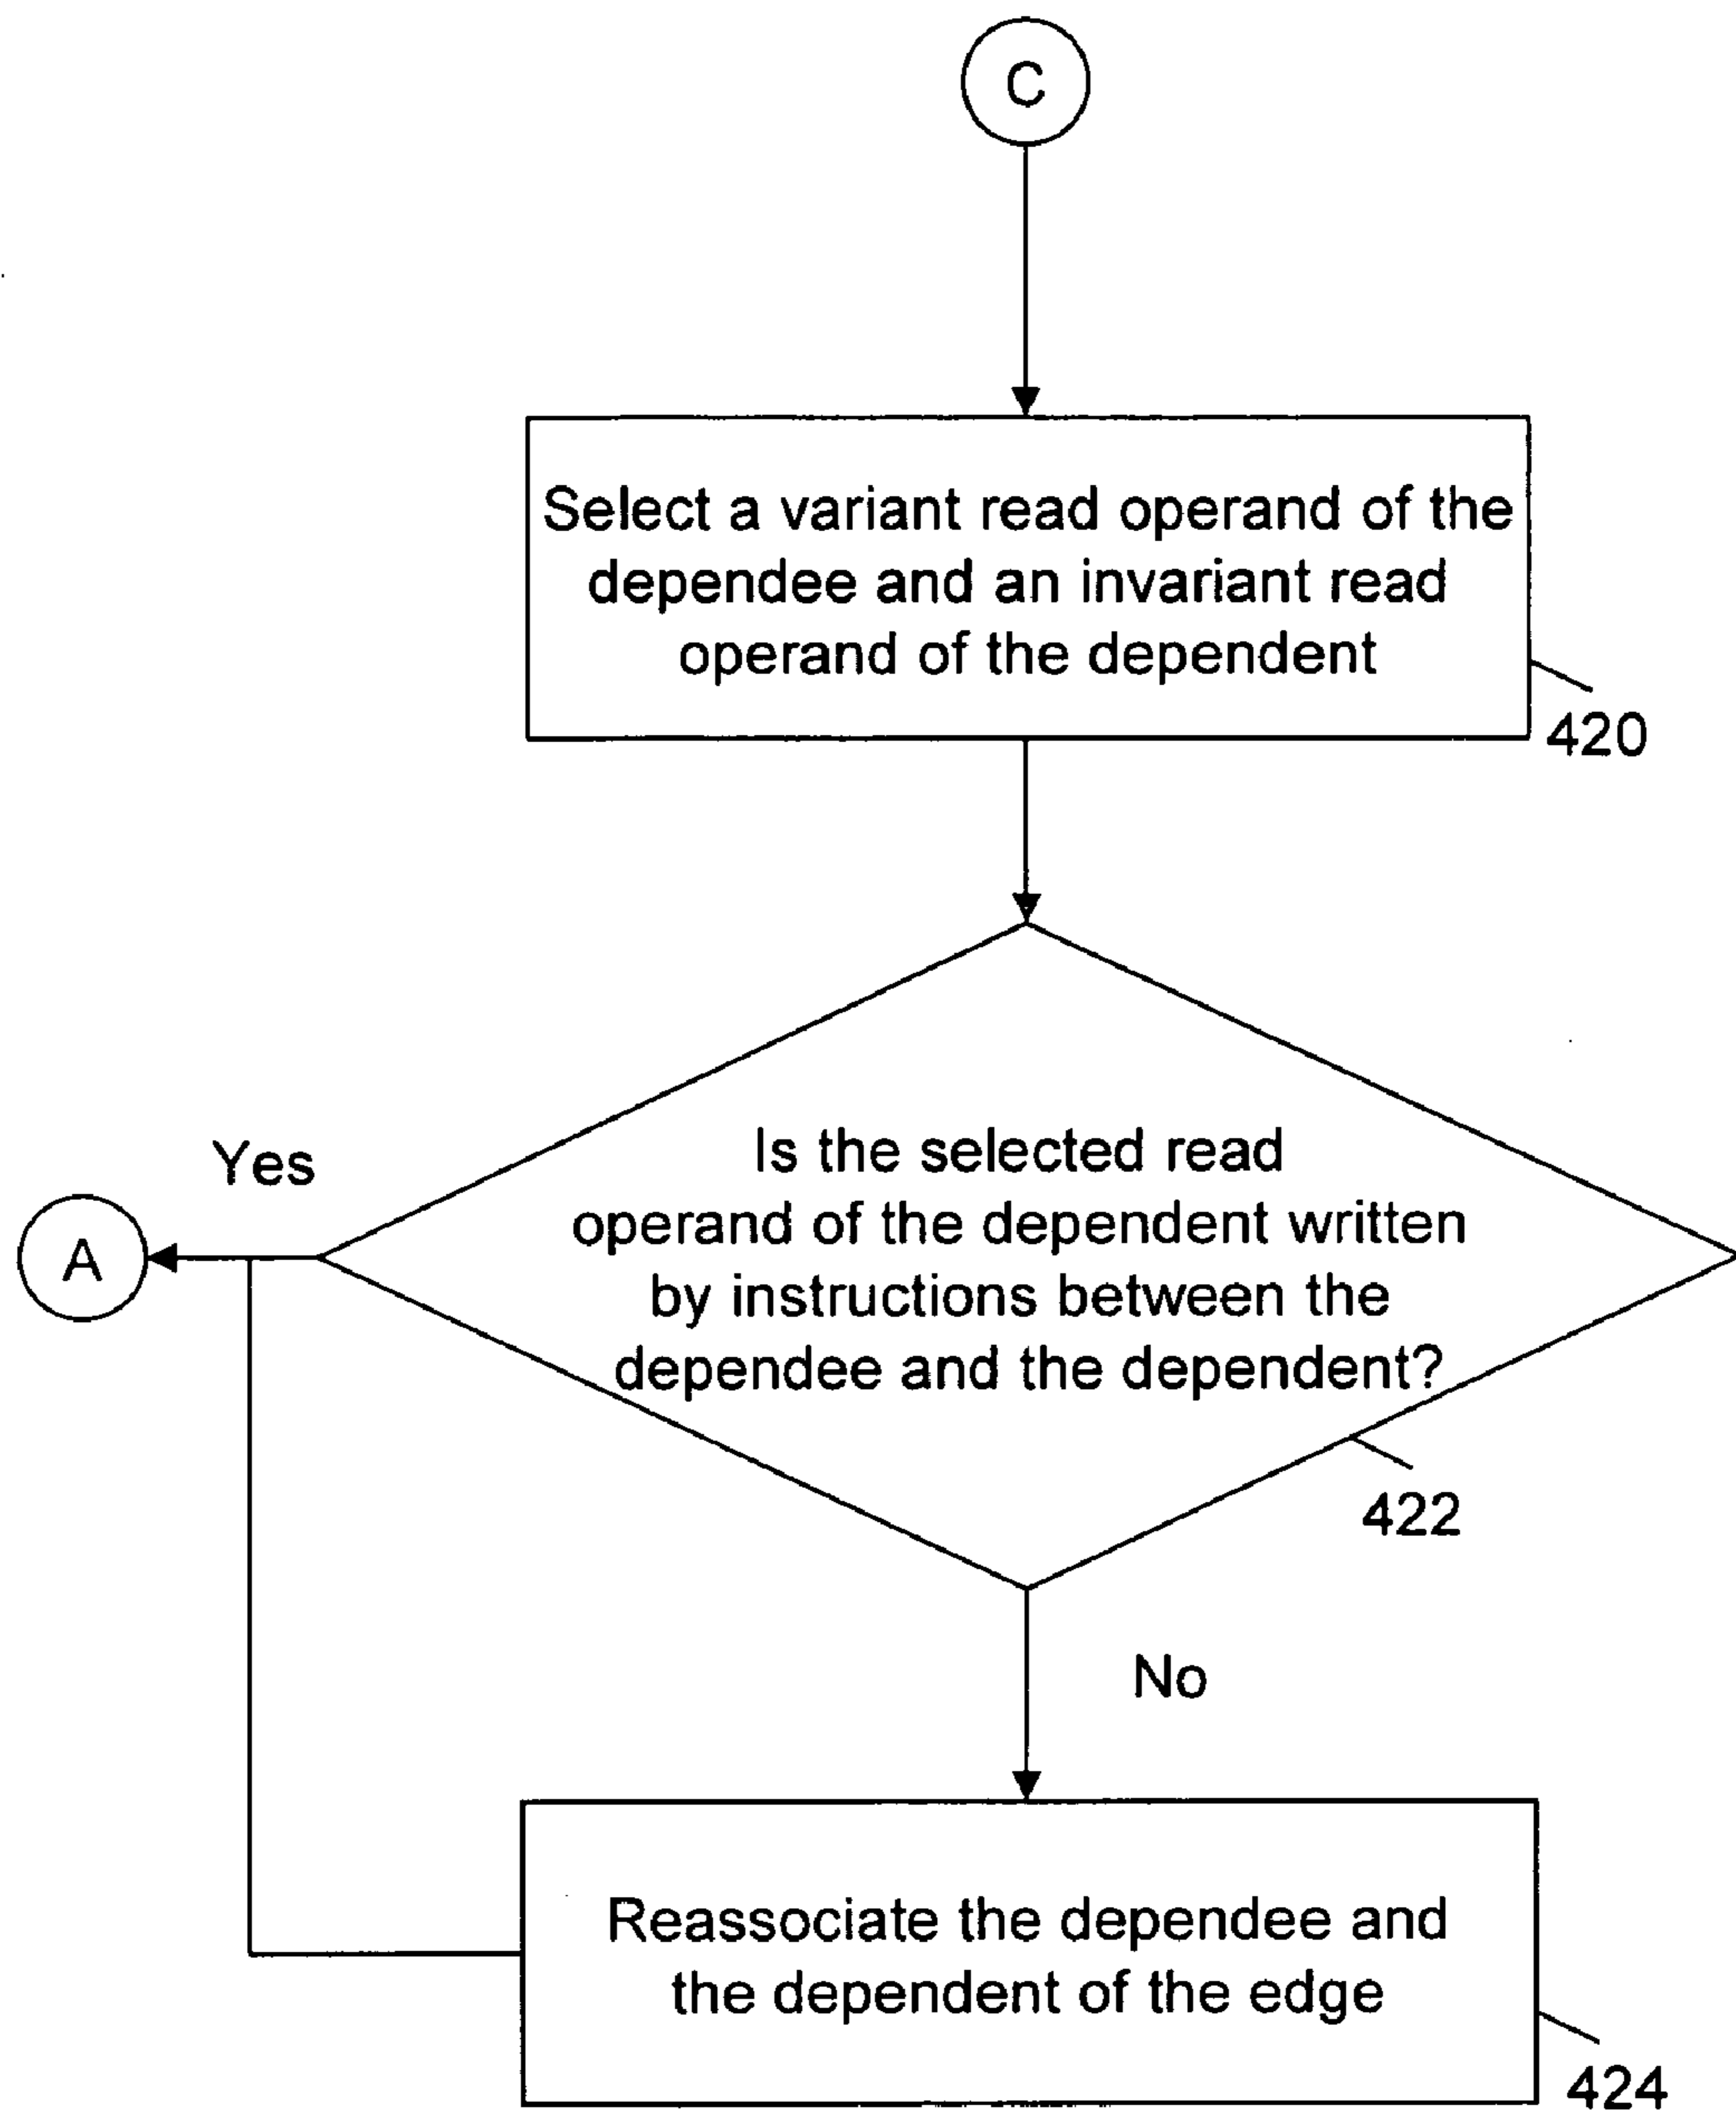 C
Select a variant read operand of the
dependee and an invariant read
operand of the dependent
420
Is the selected read
operand of the dependent written
by instructions between the
dependee and the dependent?
Yes
A
422
No
Reassociate the dependee and
the dependent of the edge
424